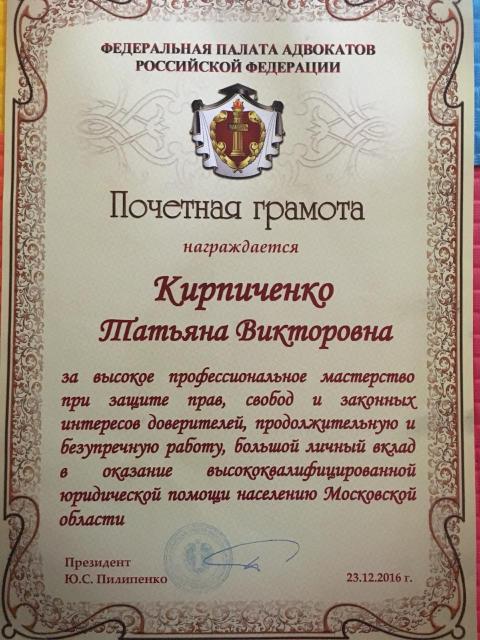 ФЕДЕРАЛЬНАЯ ПАЛАТА АДВОКАТОВ
РОССИЙСКОЙ ФЕДЕРАЦИИ
Почетная грамота
награждается
Кирпиченко
Татьяна Викторовна
за высокое профессиональное мастерство
при защите прав, свобод и законных
интересов доверителей, продолжительную и
безупречную работу, большой личный вклад
в оказание высококвалифицированной
юридической помощи населению Московской
области
Президент
Ю.С. Пилипенко
23.12.2016 г.